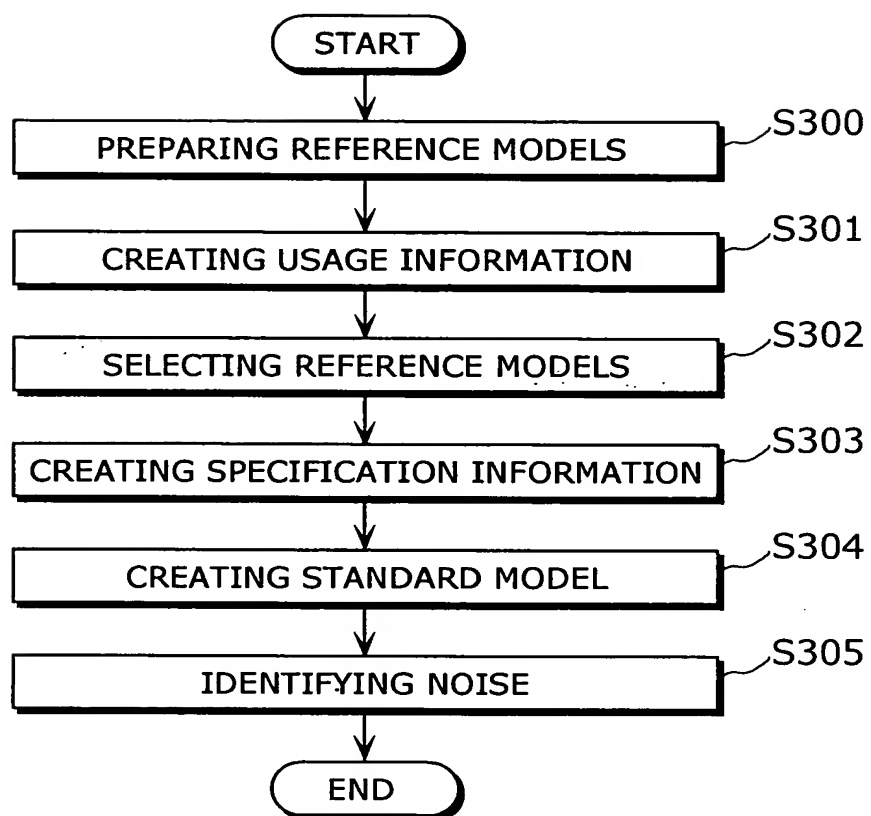 START
PREPARING REFERENCE MODELS
S300
CREATING USAGE INFORMATION
S301
SELECTING REFERENCE MODELS
S302
CREATING SPECIFICATION INFORMATION
S303
CREATING STANDARD MODEL
S304
IDENTIFYING NOISE
S305
END